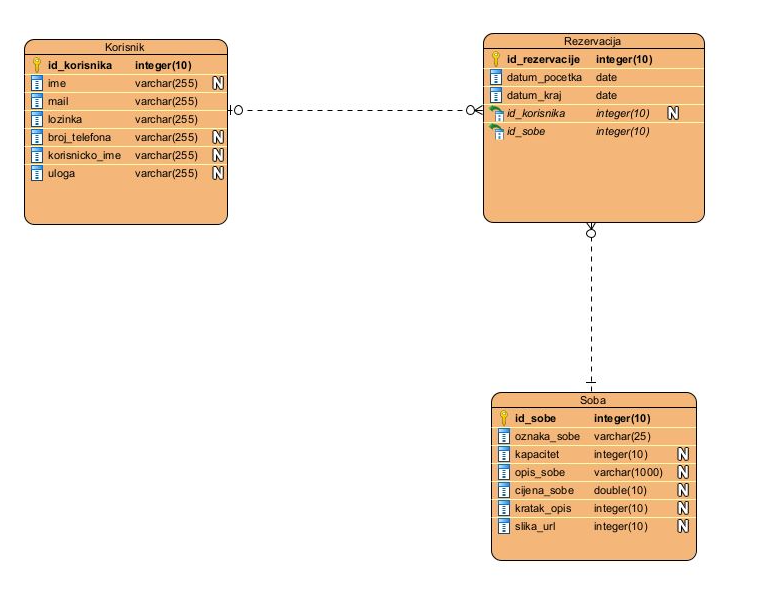 Korisnik
id_korisnika integer(10)
ime varchar(255) N
mail varchar(255)
lozinka varchar(255)
broj_telefona varchar(255) N
korisnicko_ime varchar(255) N
uloga varchar(255) N
Rezervacija
id_rezervacije integer(10)
datum_pocetka date
datum_kraj date
id_korisnika integer(10) N
id_sobe integer(10)
Soba
id_sobe integer(10)
oznaka_sobe varchar(25)
kapacitet integer(10) N
opis_sobe varchar(1000) N
cijena_sobe double(10) N
kratak_opis integer(10) N
slika_url integer(10) N